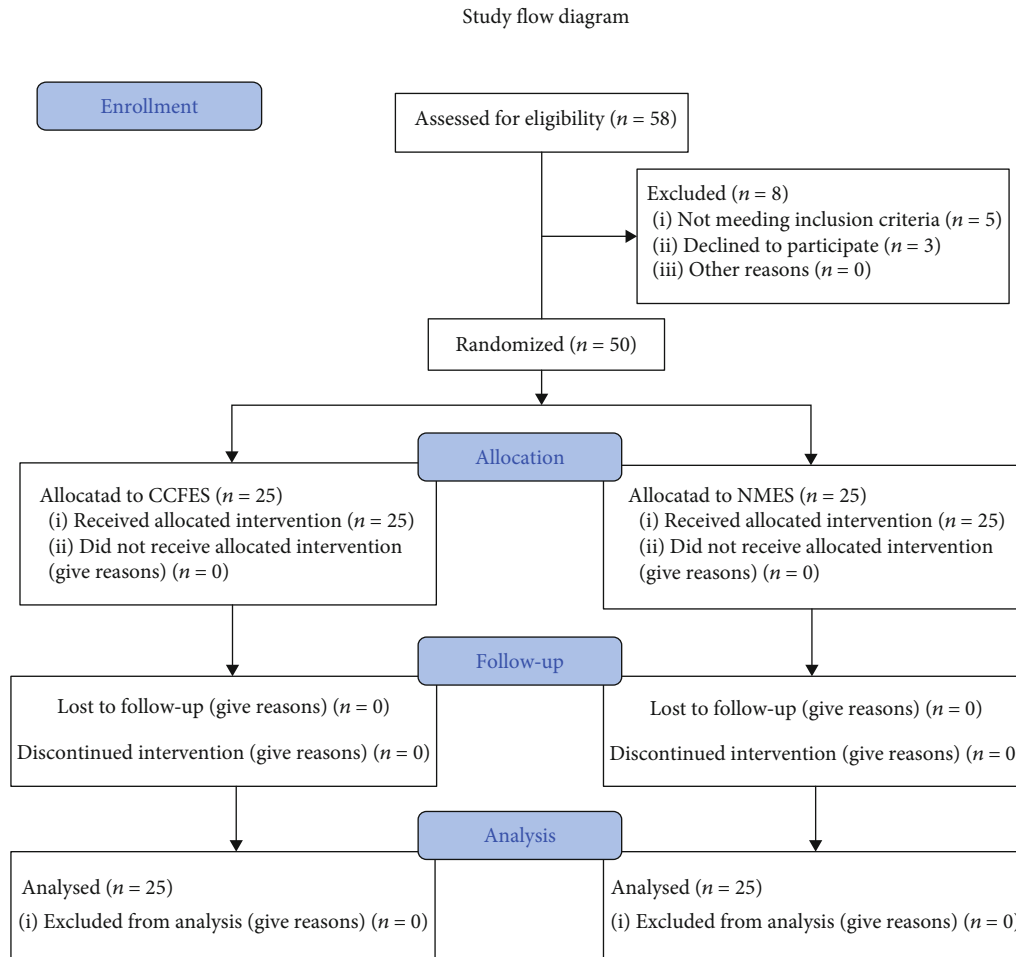 Study flow diagram
Enrollment
Assessed for eligibility (n = 58)
Excluded (n = 8)
(i) Not meeding inclusion criteria (n = 5)
(ii) Declined to participate (n = 3)
(iii) Other reasons (n = 0)
Randomized (n = 50)
Allocation
Allocatad to CCFES (n = 25)
(i) Received allocated intervention (n = 25)
(ii) Did not receive allocated intervention
(give reasons) (n = 0)
Allocatad to NMES (n = 25)
(i) Received allocated intervention (n = 25)
(ii) Did not receive allocated intervention
(give reasons) (n = 0)
Follow-up
Lost to follow-up (give reasons) (n = 0)
Discontinued intervention (give reasons) (n = 0)
Lost to follow-up (give reasons) (n = 0)
Discontinued intervention (give reasons) (n = 0
Analysis
Analysed (n = 25)
(i) Excluded from analysis (give reasons) (n = 0)
Analysed (n = 25)
(i) Excluded from analysis (give reasons) (n = 0)